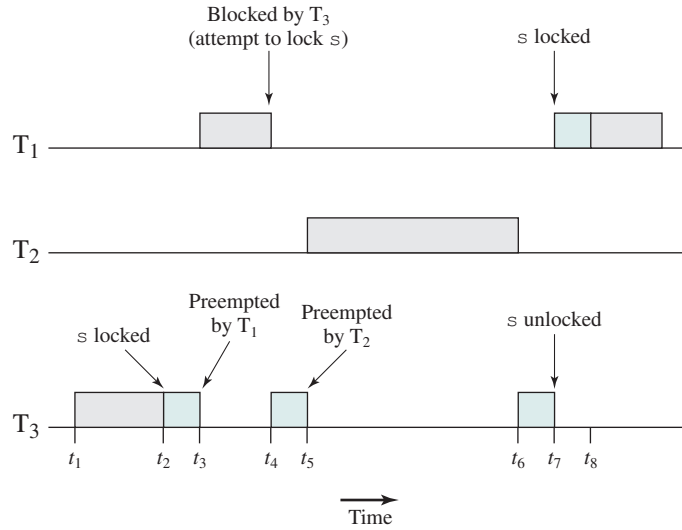 Blocked by T3
(attempt to lock s)
s locked
T1
T2
Preempted
by T1
Preempted
by T2
s locked
s unlocked
T3
t1 t2 t3 t4 t5 t6 t7 t8
Time